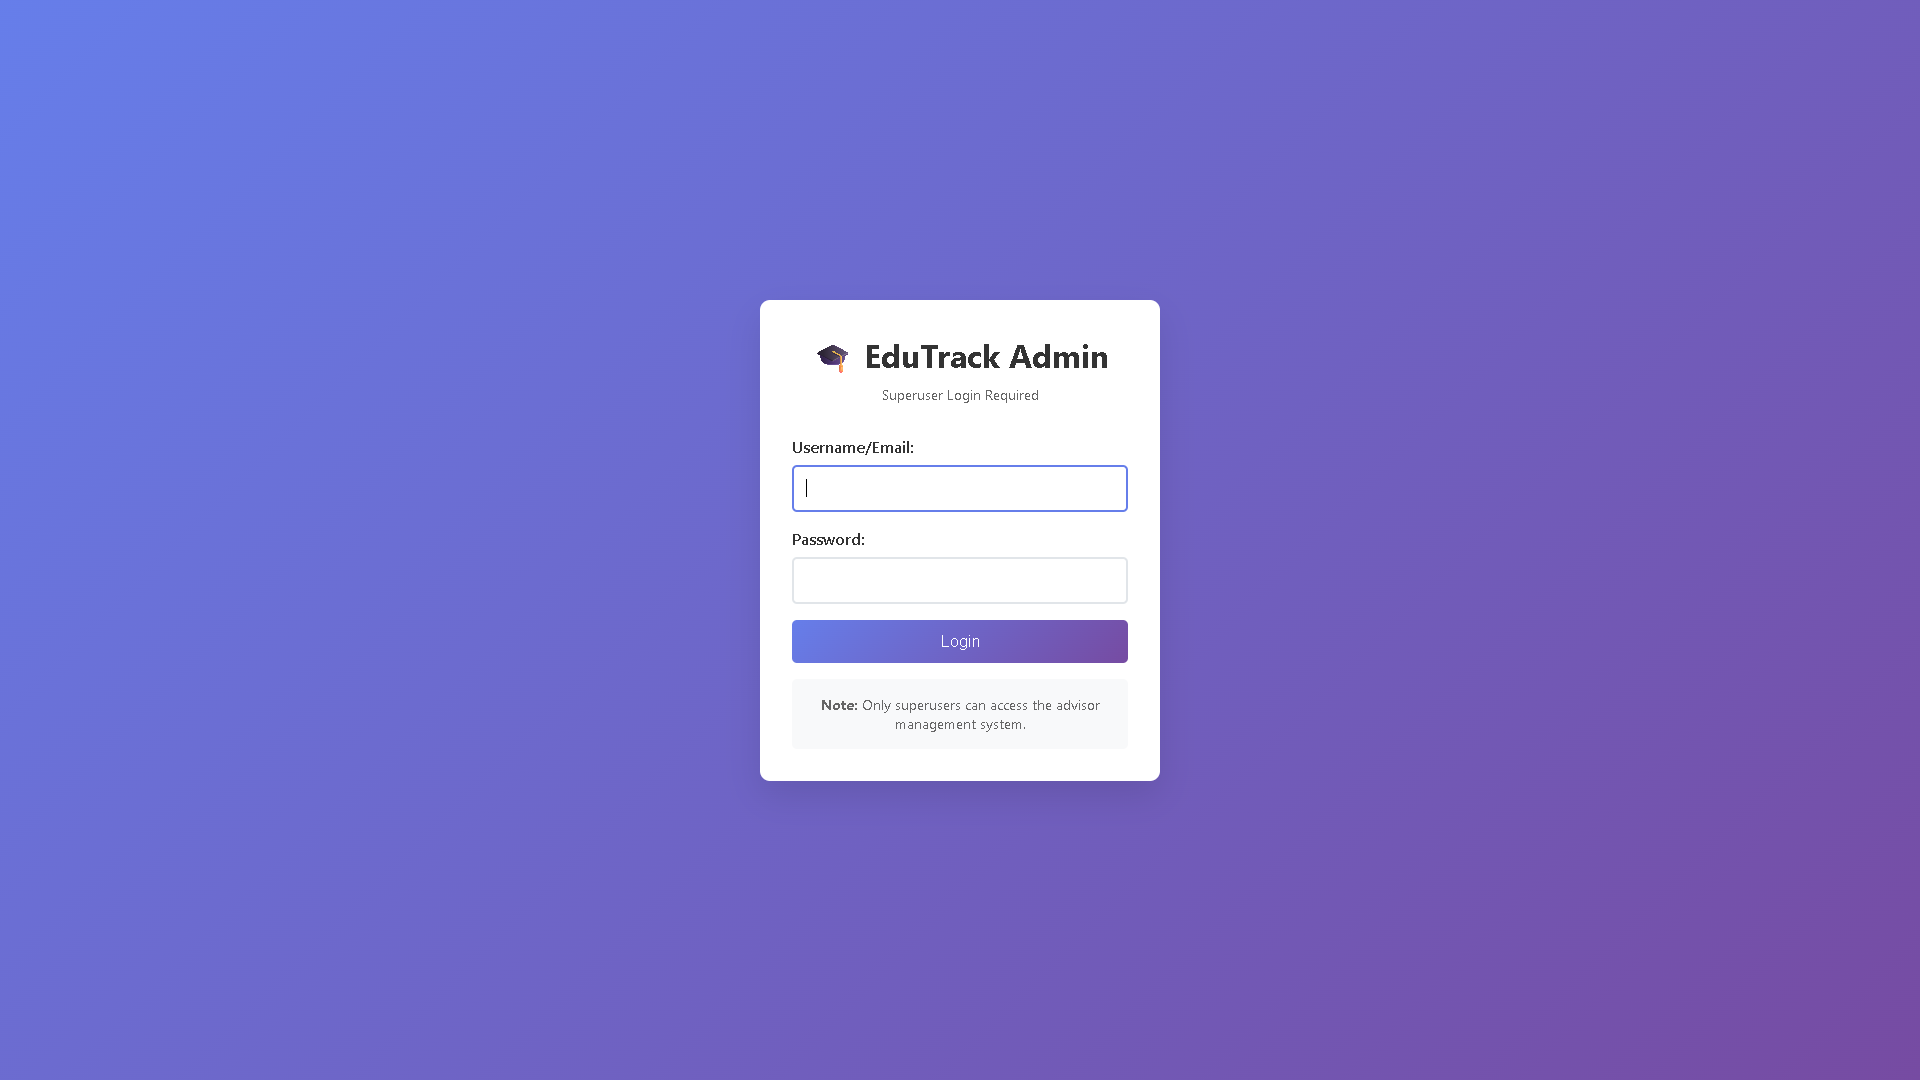 EduTrack Admin
Superuser Login Required
Username/Email:
Password:
Login
Note: Only superusers can access the advisor
management system.